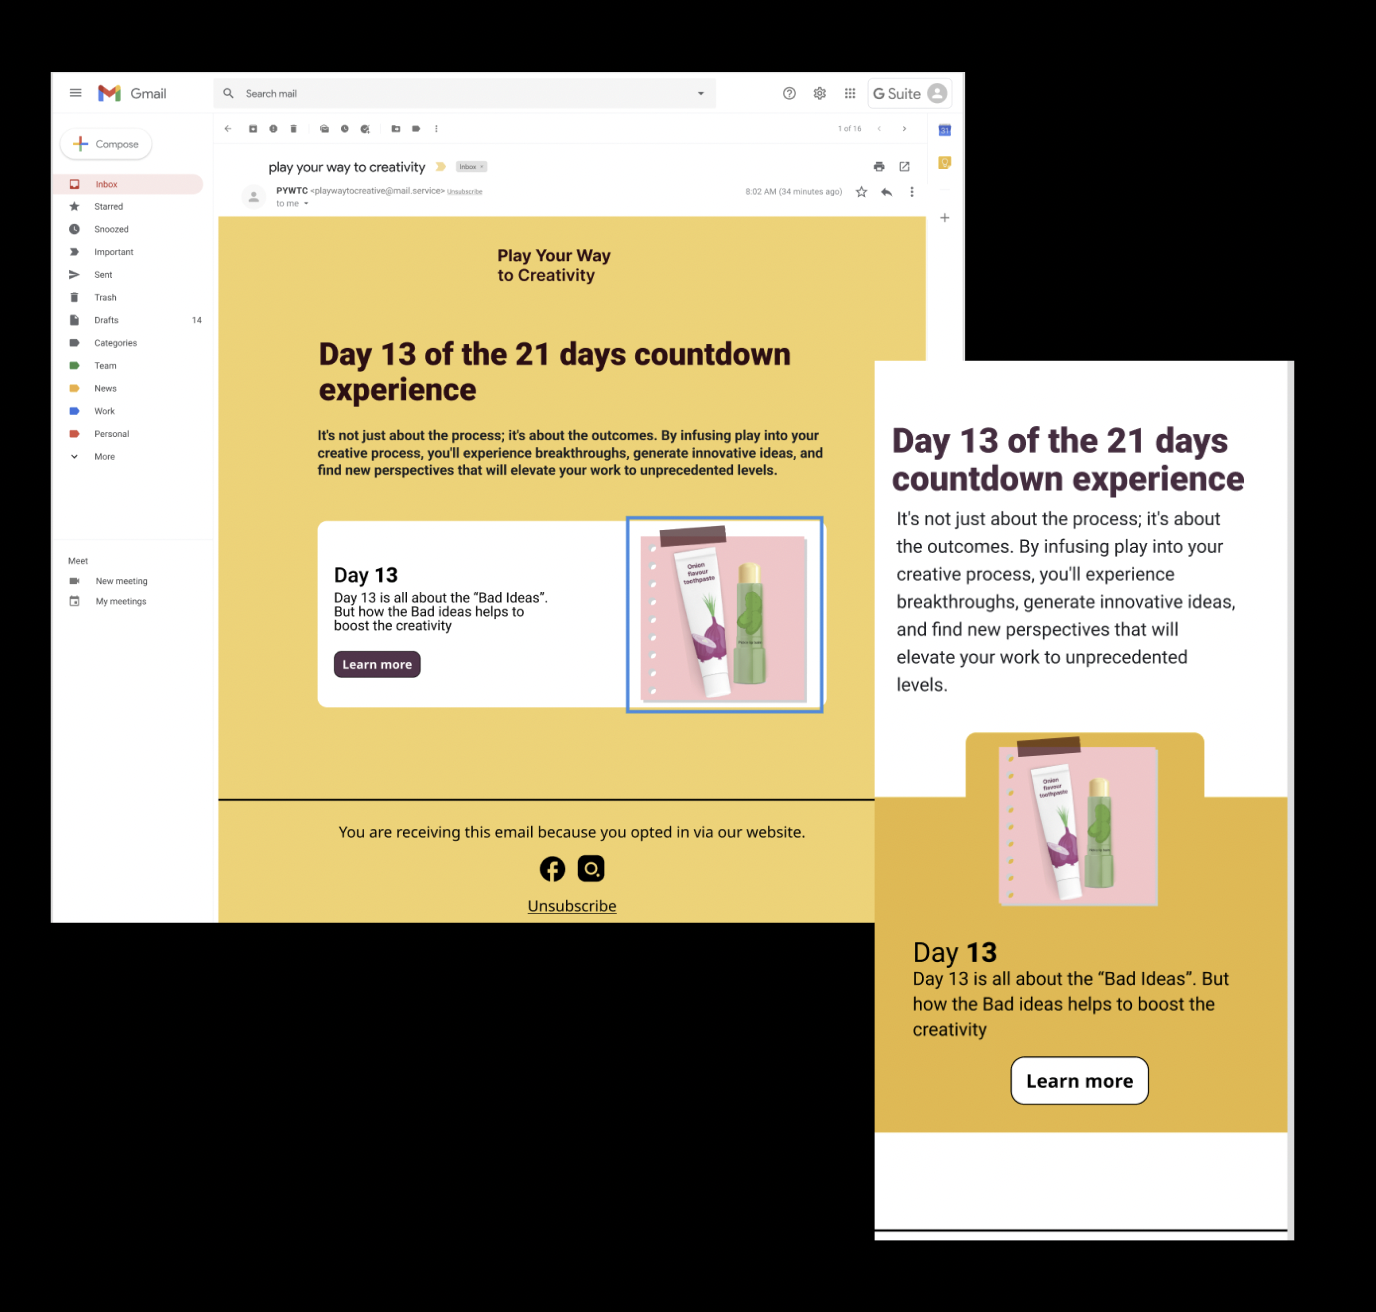 Gmail
Search mail
G Suite
Compose
1 of 16
31
Inbox
Starred
Snoozed
Important
Sent
Trash
Drafts 14
Categories
Team
News
Work
Personal
More
Meet
New meeting
My meetings
play your way to creativity
Inbox ×
PYWTC <playwaytocreative@mail.service> Unsubscribe
to me
8:02 AM (34 minutes ago)
Play Your Way
to Creativity
Day 13 of the 21 days countdown
experience
It's not just about the process; it's about the outcomes. By infusing play into your
creative process, you'll experience breakthroughs, generate innovative ideas, and
find new perspectives that will elevate your work to unprecedented levels.
Day 13
Day 13 is all about the “Bad Ideas”.
But how the Bad ideas helps to
boost the creativity
Learn more
Onion
flavour
toothpaste
You are receiving this email because you opted in via our website.
Unsubscribe
Day 13 of the 21 days
countdown experience
It's not just about the process; it's about
the outcomes. By infusing play into your
creative process, you'll experience
breakthroughs, generate innovative ideas,
and find new perspectives that will
elevate your work to unprecedented
levels.
Onion
flavour
toothpaste
Day 13
Day 13 is all about the “Bad Ideas”. But
how the Bad ideas helps to boost the
creativity
Learn more